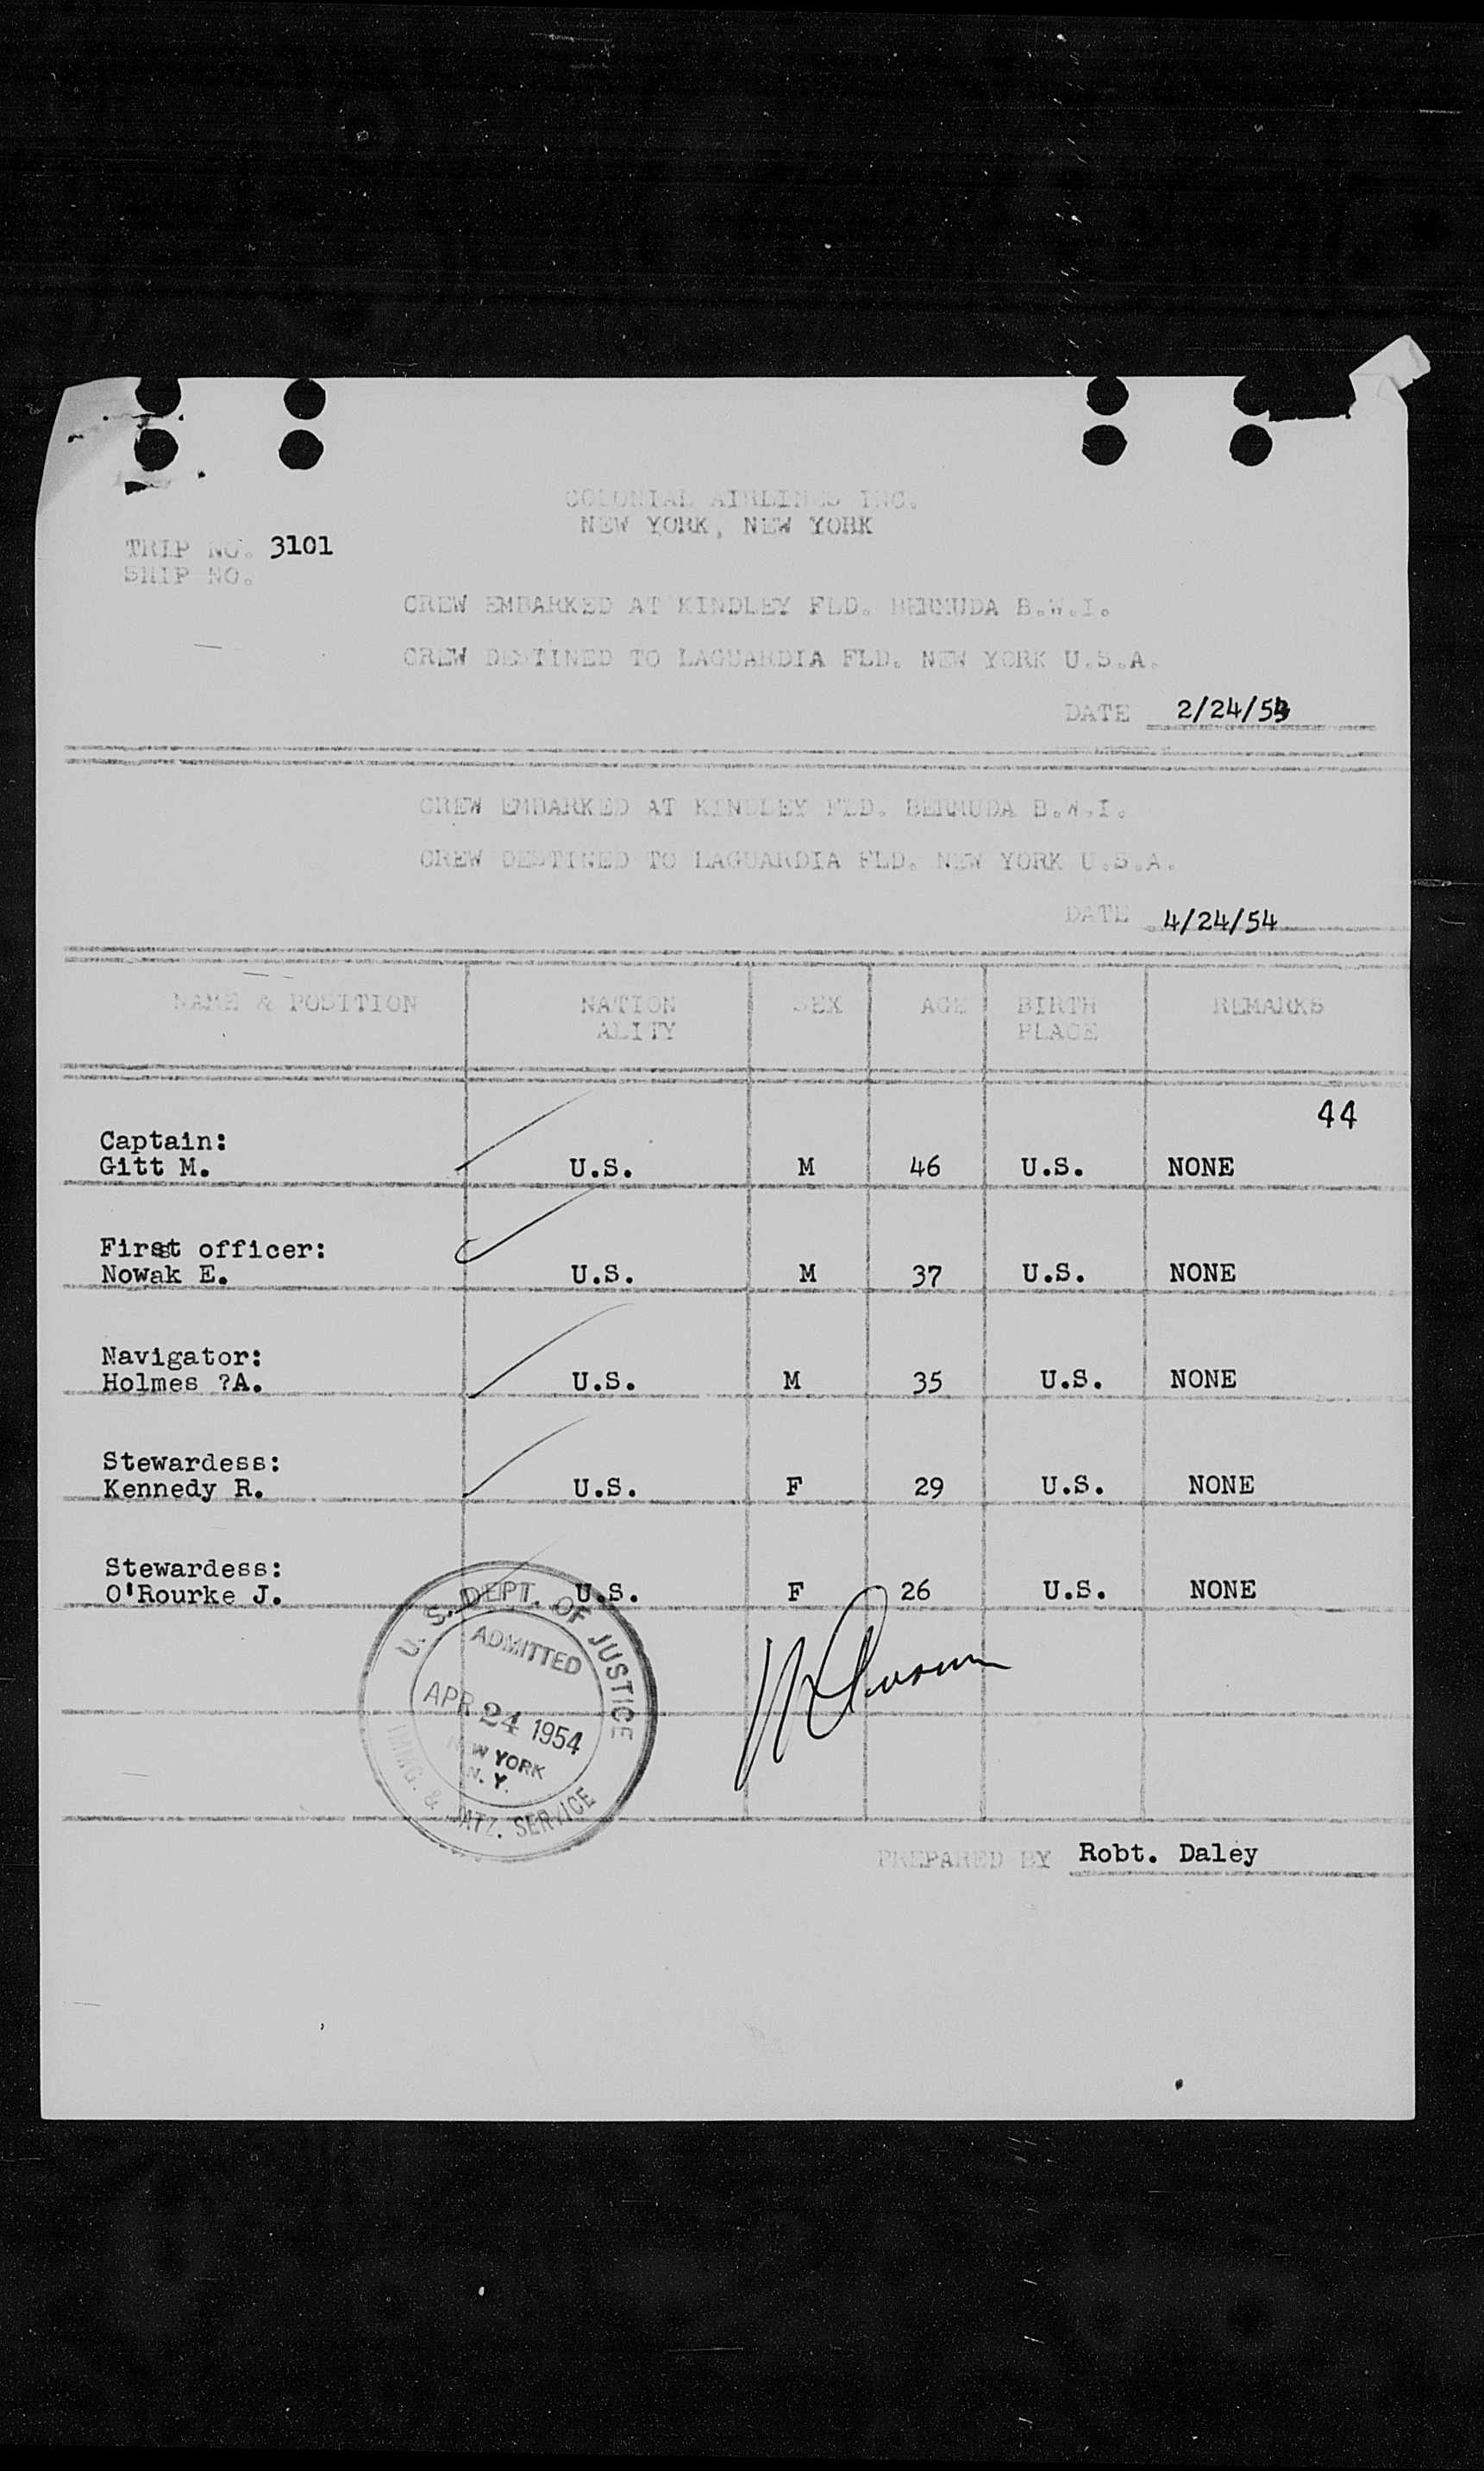 COLONIAL AIRLINES INC.
NEW YORK, NEW YORK
TRIP NO. 3101
SHIP NO.
CREW EMBARKED AT KINDLEY FLD. BERMUDA B.W.I.
CREW DESTINED TO LAGUARDIA FLD. NEW YORK U.S.A.
DATE 2/24/54
CREW EMBARKED AT KINDLEY FLD. BERMUDA B.W.I.
CREW DESTINED TO LAGUARDIA FLD. NEW YORK U.S.A.
DATE 4/24/54
NAME & POSITION NATION SEX AGE BIRTH REMARKS
ALITY PLACE
44
Captain:
Gitt M. U.S. M 46 U.S. NONE
First officer:
Nowak E. U.S. M 37 U.S. NONE
Navigator:
Holmes ?A. U.S. M 35 U.S. NONE
Stewardess:
Kennedy R. U.S. F 29 U.S. NONE
Stewardess:
O'Rourke J. U.S. F 26 U.S. NONE
U. S. DEPT. OF JUSTICE
ADMITTED
APR 24 1954
NEW YORK
N. Y.
IMMG. & NATZ. SERVICE
PREPARED BY Robt. Daley